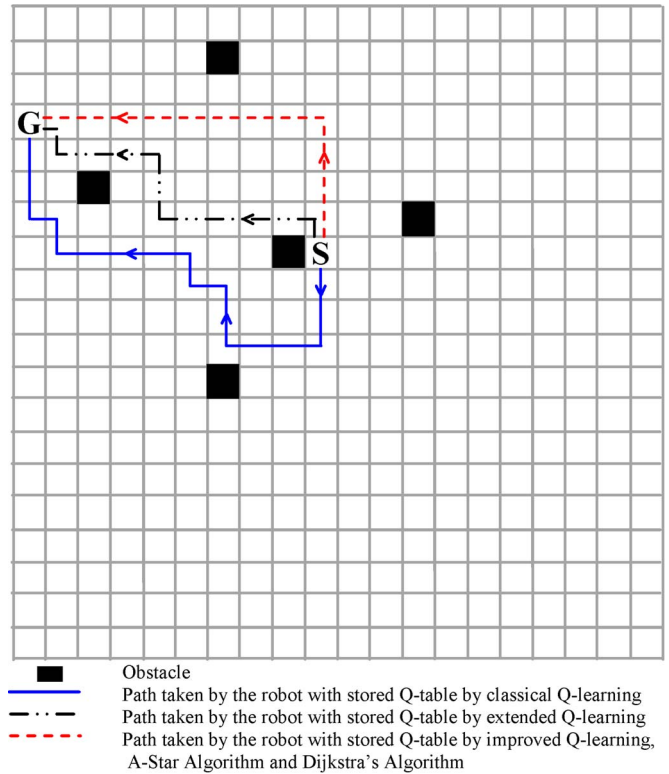 G
S
Obstacle
Path taken by the robot with stored Q-table by classical Q-learning
Path taken by the robot with stored Q-table by extended Q-learning
Path taken by the robot with stored Q-table by improved Q-learning,
A-Star Algorithm and Dijkstra's Algorithm